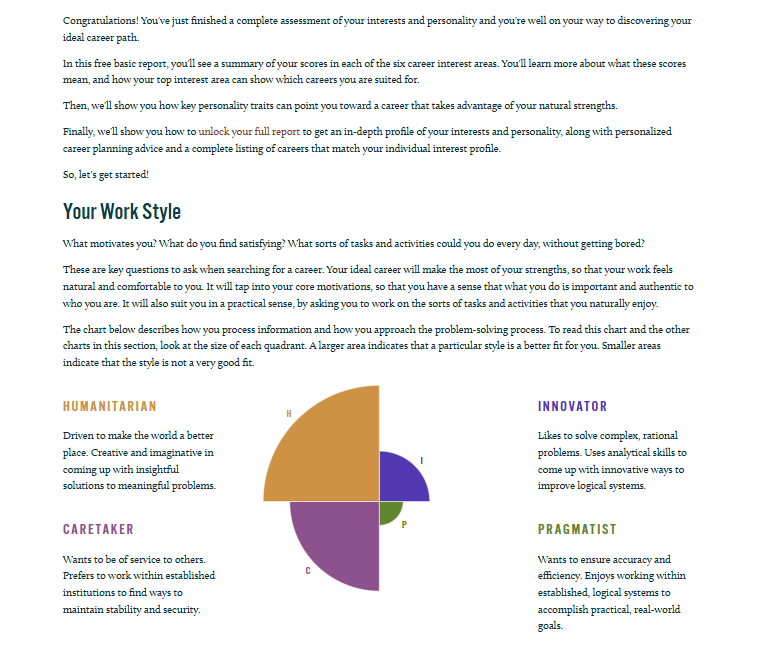 Congratulations! You've just finished a complete assessment of your interests and personality and you're well on your way to discovering your
ideal career path.
In this free basic report, you'll see a summary of your scores in each of the six career interest areas. You'll learn more about what these scores
mean, and how your top interest area can show which careers you are suited for.
Then, we'll show you how key personality traits can point you toward a career that takes advantage of your natural strengths.
Finally, we'll show you how to unlock your full report to get an in-depth profile of your interests and personality, along with personalized
career planning advice and a complete listing of careers that match your individual interest profile.
So, let's get started!
Your Work Style
What motivates you? What do you find satisfying? What sorts of tasks and activities could you do every day, without getting bored?
These are key questions to ask when searching for a career. Your ideal career will make the most of your strengths, so that your work feels
natural and comfortable to you. It will tap into your core motivations, so that you have a sense that what you do is important and authentic to
who you are. It will also suit you in a practical sense, by asking you to work on the sorts of tasks and activities that you naturally enjoy.
The chart below describes how you process information and how you approach the problem-solving process. To read this chart and the other
charts in this section, look at the size of each quadrant. A larger area indicates that a particular style is a better fit for you. Smaller areas
indicate that the style is not a very good fit.
HUMANITARIAN
Driven to make the world a better
place. Creative and imaginative in
coming up with insightful
solutions to meaningful problems.
CARETAKER
Wants to be of service to others.
Prefers to work within established
institutions to find ways to
maintain stability and security.
H
I
P
C
INNOVATOR
Likes to solve complex, rational
problems. Uses analytical skills to
come up with innovative ways to
improve logical systems.
PRAGMATIST
Wants to ensure accuracy and
efficiency. Enjoys working within
established, logical systems to
accomplish practical, real-world
goals.